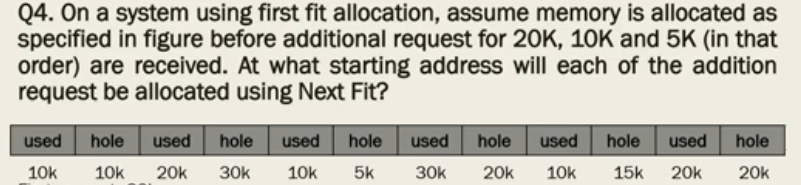 Q4. On a system using first fit allocation, assume memory is allocated as
specified in figure before additional request for 20K, 10K and 5K (in that
order) are received. At what starting address will each of the addition
request be allocated using Next Fit?
used hole used hole used hole used hole used hole used hole
10k 10k 20k 30k 10k 5k 30k 20k 10k 15k 20k 20k